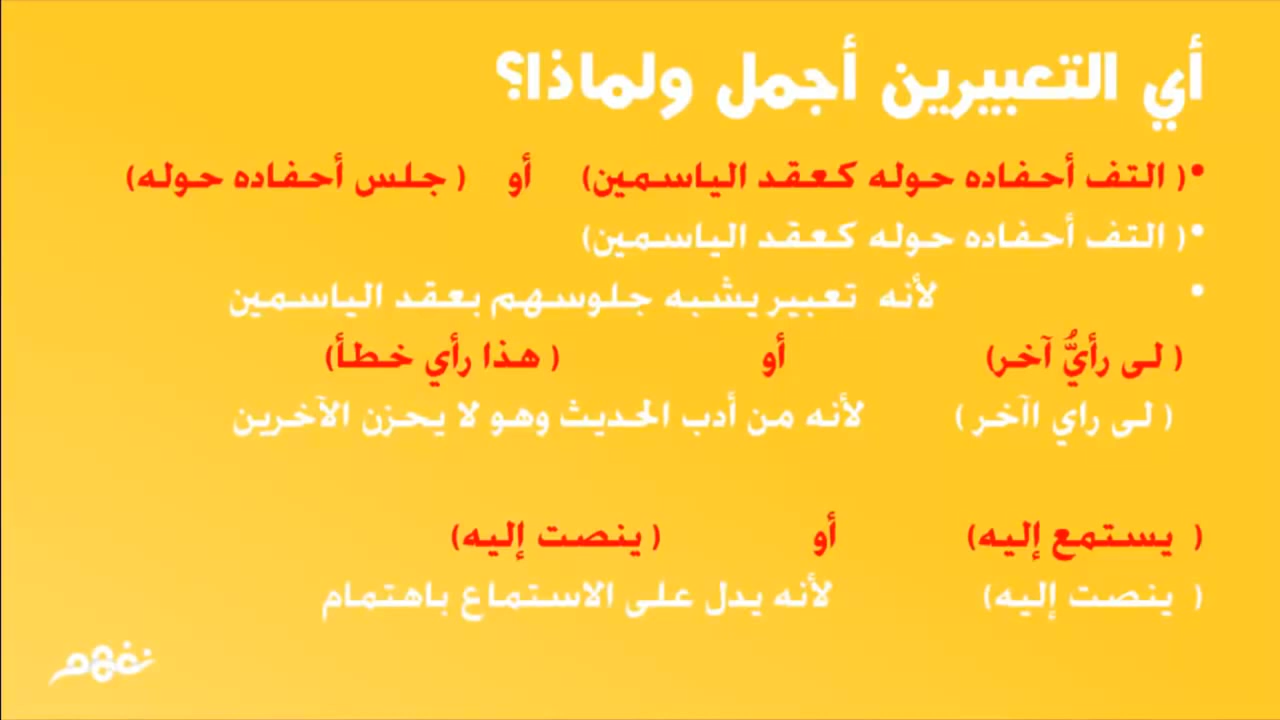 أي التعبيرين أجمل ولماذا؟
•( التف أحفاده حوله كعقد الياسمين) أو ( جلس أحفاده حوله)
•( التف أحفاده حوله كعقد الياسمين)
• لأنه تعبير يشبه جلوسهم بعقد الياسمين
( لى رأيٌّ آخر) أو ( هذا رأي خطأ)
( لى راي اآخر ) لأنه من أدب الحديث وهو لا يحزن الآخرين
( يستمع إليه) أو ( ينصت إليه)
( ينصت إليه) لأنه يدل على الاستماع باهتمام
نفهم